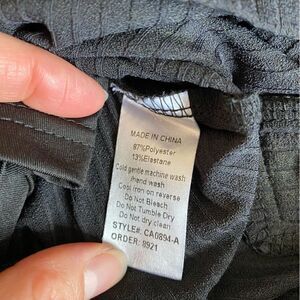 MADE IN CHINA
87%Polyester
13%Elastane
Cold gentle machine wash
/hand wash
Cool iron on reverse
Do Not Bleach
Do Not Tumble Dry
Do not dry clean
STYLE#: CA0894-A
ORDER: 8921